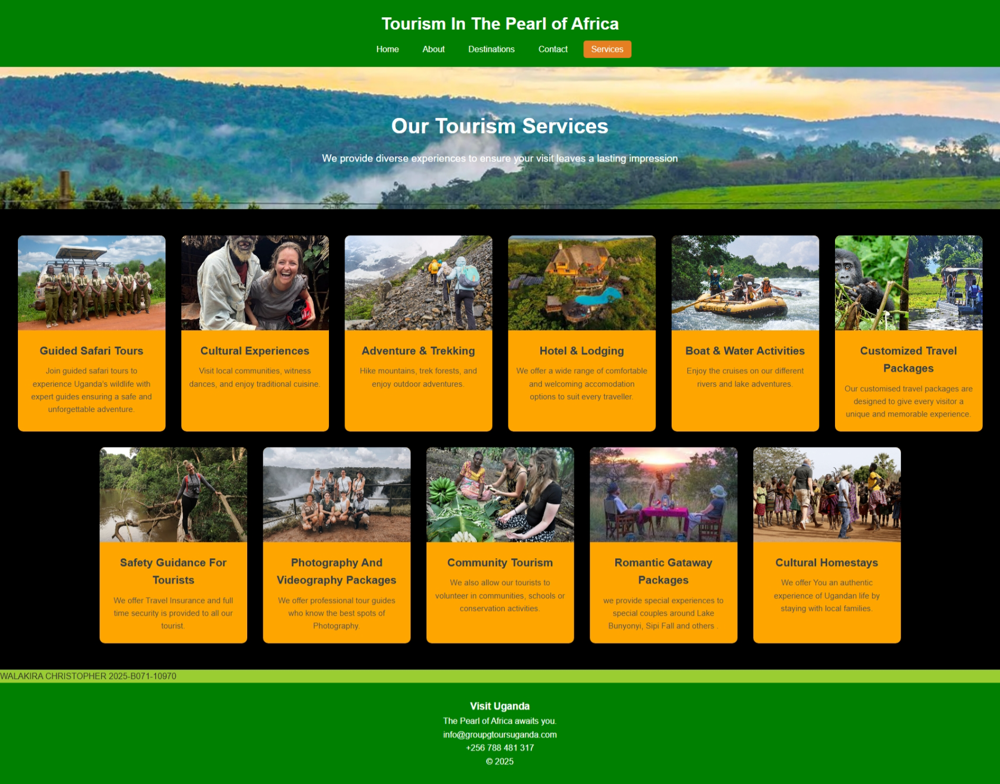 Tourism In The Pearl of Africa
Home About Destinations Contact Services
Our Tourism Services
We provide diverse experiences to ensure your visit leaves a lasting impression
Guided Safari Tours
Join guided safari tours to
experience Uganda's wildlife with
expert guides ensuring a safe and
unforgettable adventure.
Cultural Experiences
Visit local communities, witness
dances, and enjoy traditional cuisine.
Adventure & Trekking
Hike mountains, trek forests, and
enjoy outdoor adventures.
Hotel & Lodging
We offer a wide range of comfortable
and welcoming accomodation
options to suit every traveller.
Boat & Water Activities
Enjoy the cruises on our different
rivers and lake adventures.
Customized Travel
Packages
Our customised travel packages are
designed to give every visitor a
unique and memorable experience.
Safety Guidance For
Tourists
We offer Travel Insurance and full
time security is provided to all our
tourist.
Photography And
Videography Packages
We offer professional tour guides
who know the best spots of
Photography.
Community Tourism
We also allow our tourists to
volunteer in communities, schools or
conservation activities.
Romantic Gataway
Packages
we provide special experiences to
special couples around Lake
Bunyonyi, Sipi Fall and others .
Cultural Homestays
We offer You an authentic
experience of Ugandan life by
staying with local families.
WALAKIRA CHRISTOPHER 2025-B071-10970
Visit Uganda
The Pearl of Africa awaits you.
info@groupgtoursuganda.com
+256 788 481 317
© 2025